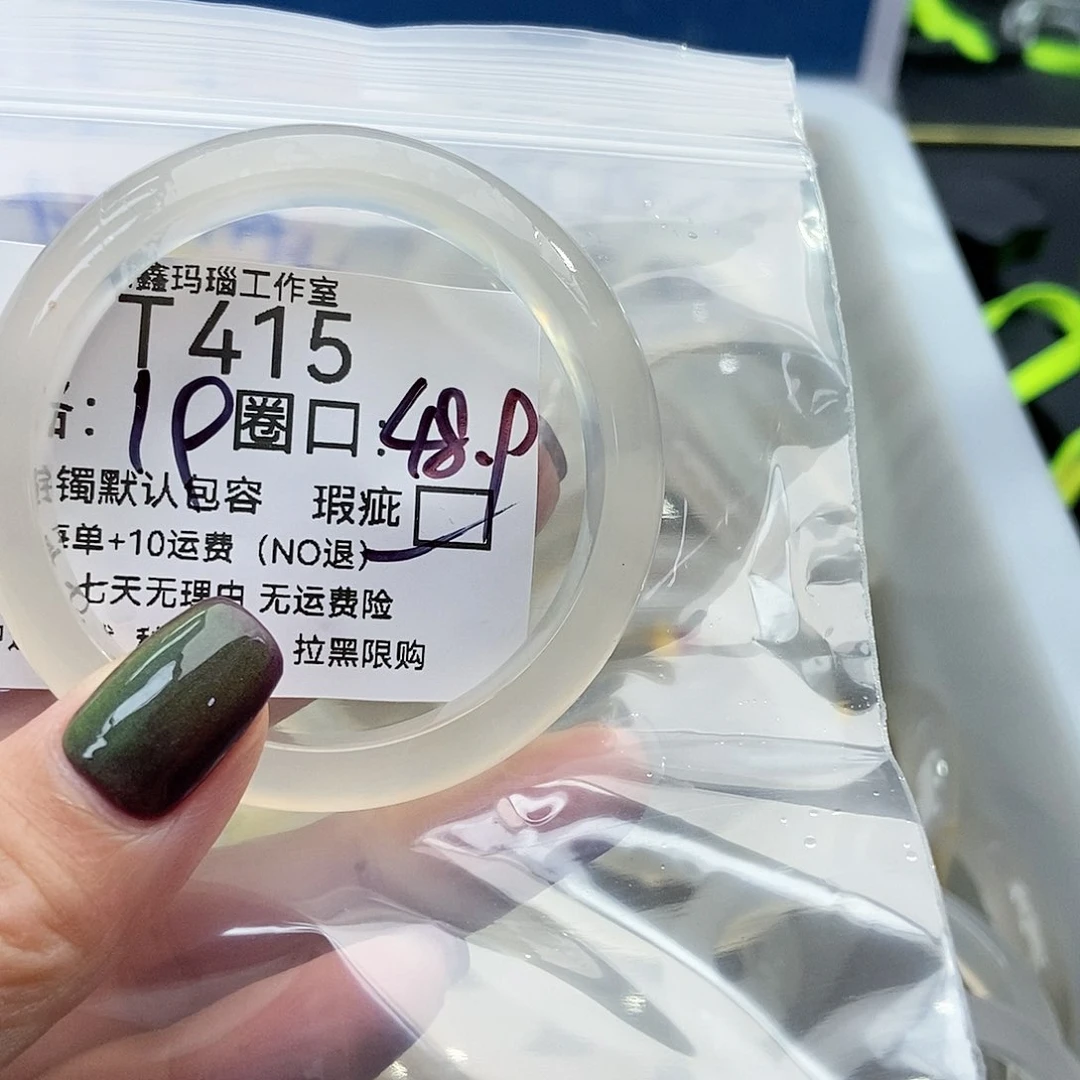 鑫玛瑙工作室
T415
: 1P 圈口: 48.P
镯默认包容 瑕疵
单+10运费 (NO退)
七天无理由 无运费险
拉黑限购